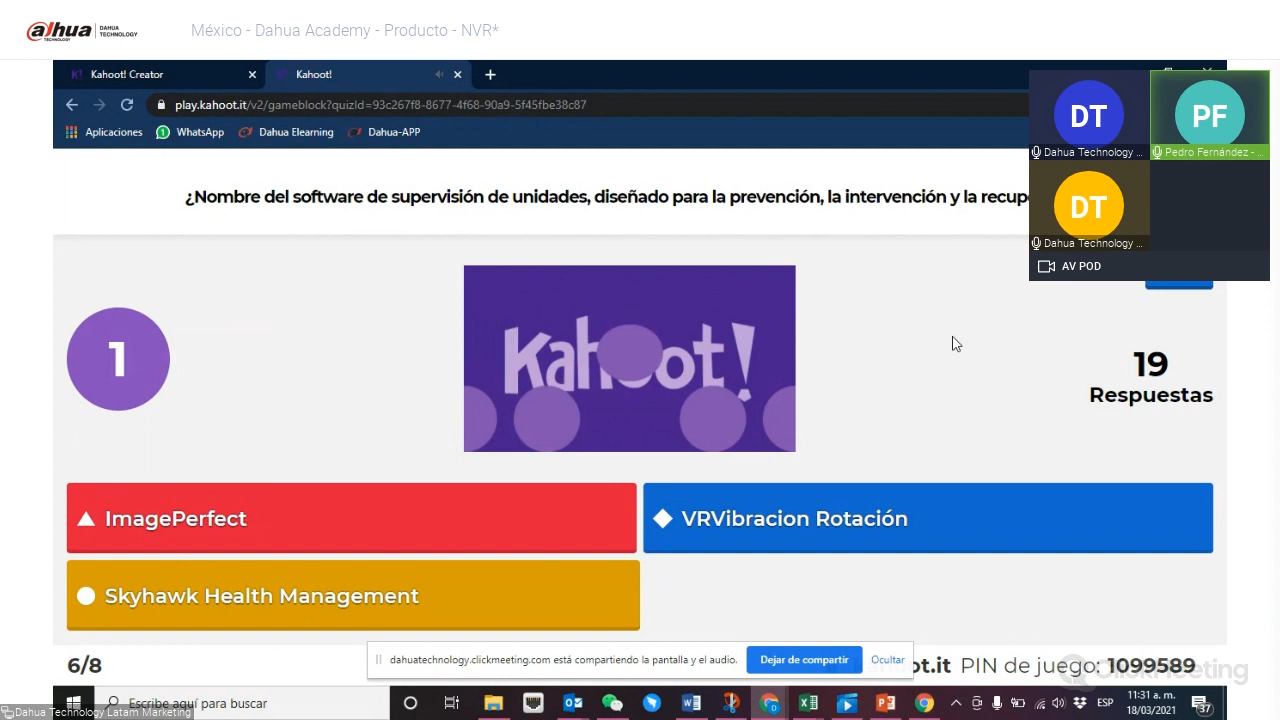 alhua TECHNOLOGY | DAHUA TECHNOLOGY
México - Dahua Academy - Producto - NVR*
Kahoot! Creator
Kahoot!
play.kahoot.it/v2/gameblock?quizId=93c267f8-8677-4f68-90a9-5f45fbe38c87
Aplicaciones
WhatsApp
Dahua Elearning
Dahua-APP
DT
PF
Dahua Technology ...
Pedro Fernández - ...
DT
Dahua Technology ...
AV POD
¿Nombre del software de supervisión de unidades, diseñado para la prevención, la intervención y la recup
1
Kahoot!
19
Respuestas
ImagePerfect
VRVibracion Rotación
Skyhawk Health Management
dahuatechnology.clickmeeting.com está compartiendo la pantalla y el audio.
Dejar de compartir
Ocultar
6/8
ot.it PIN de juego: 1099589
ClickMeeting
Escribe aquí para buscar
ESP
11:31 a. m.
18/03/2021
37
Dahua Technology Latam Marketing